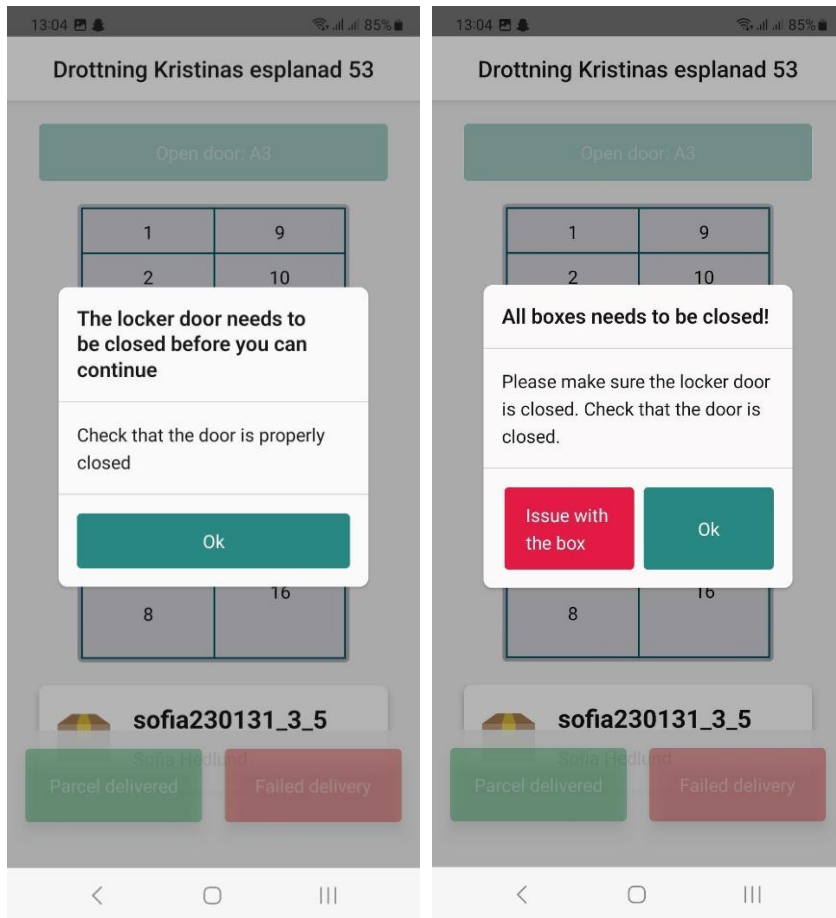 13:04 85%
Drottning Kristinas esplanad 53
Open door: A3
1 9
2 10
The locker door needs to
be closed before you can
continue
Check that the door is properly
closed
Ok
16
8
sofia230131_3_5
Sofia Hedlund
Parcel delivered Failed delivery
13:04 85%
Drottning Kristinas esplanad 53
Open door: A3
1 9
2 10
All boxes needs to be closed!
Please make sure the locker door
is closed. Check that the door is
closed.
Issue with
the box
Ok
16
8
sofia230131_3_5
Sofia Hedlund
Parcel delivered Failed delivery